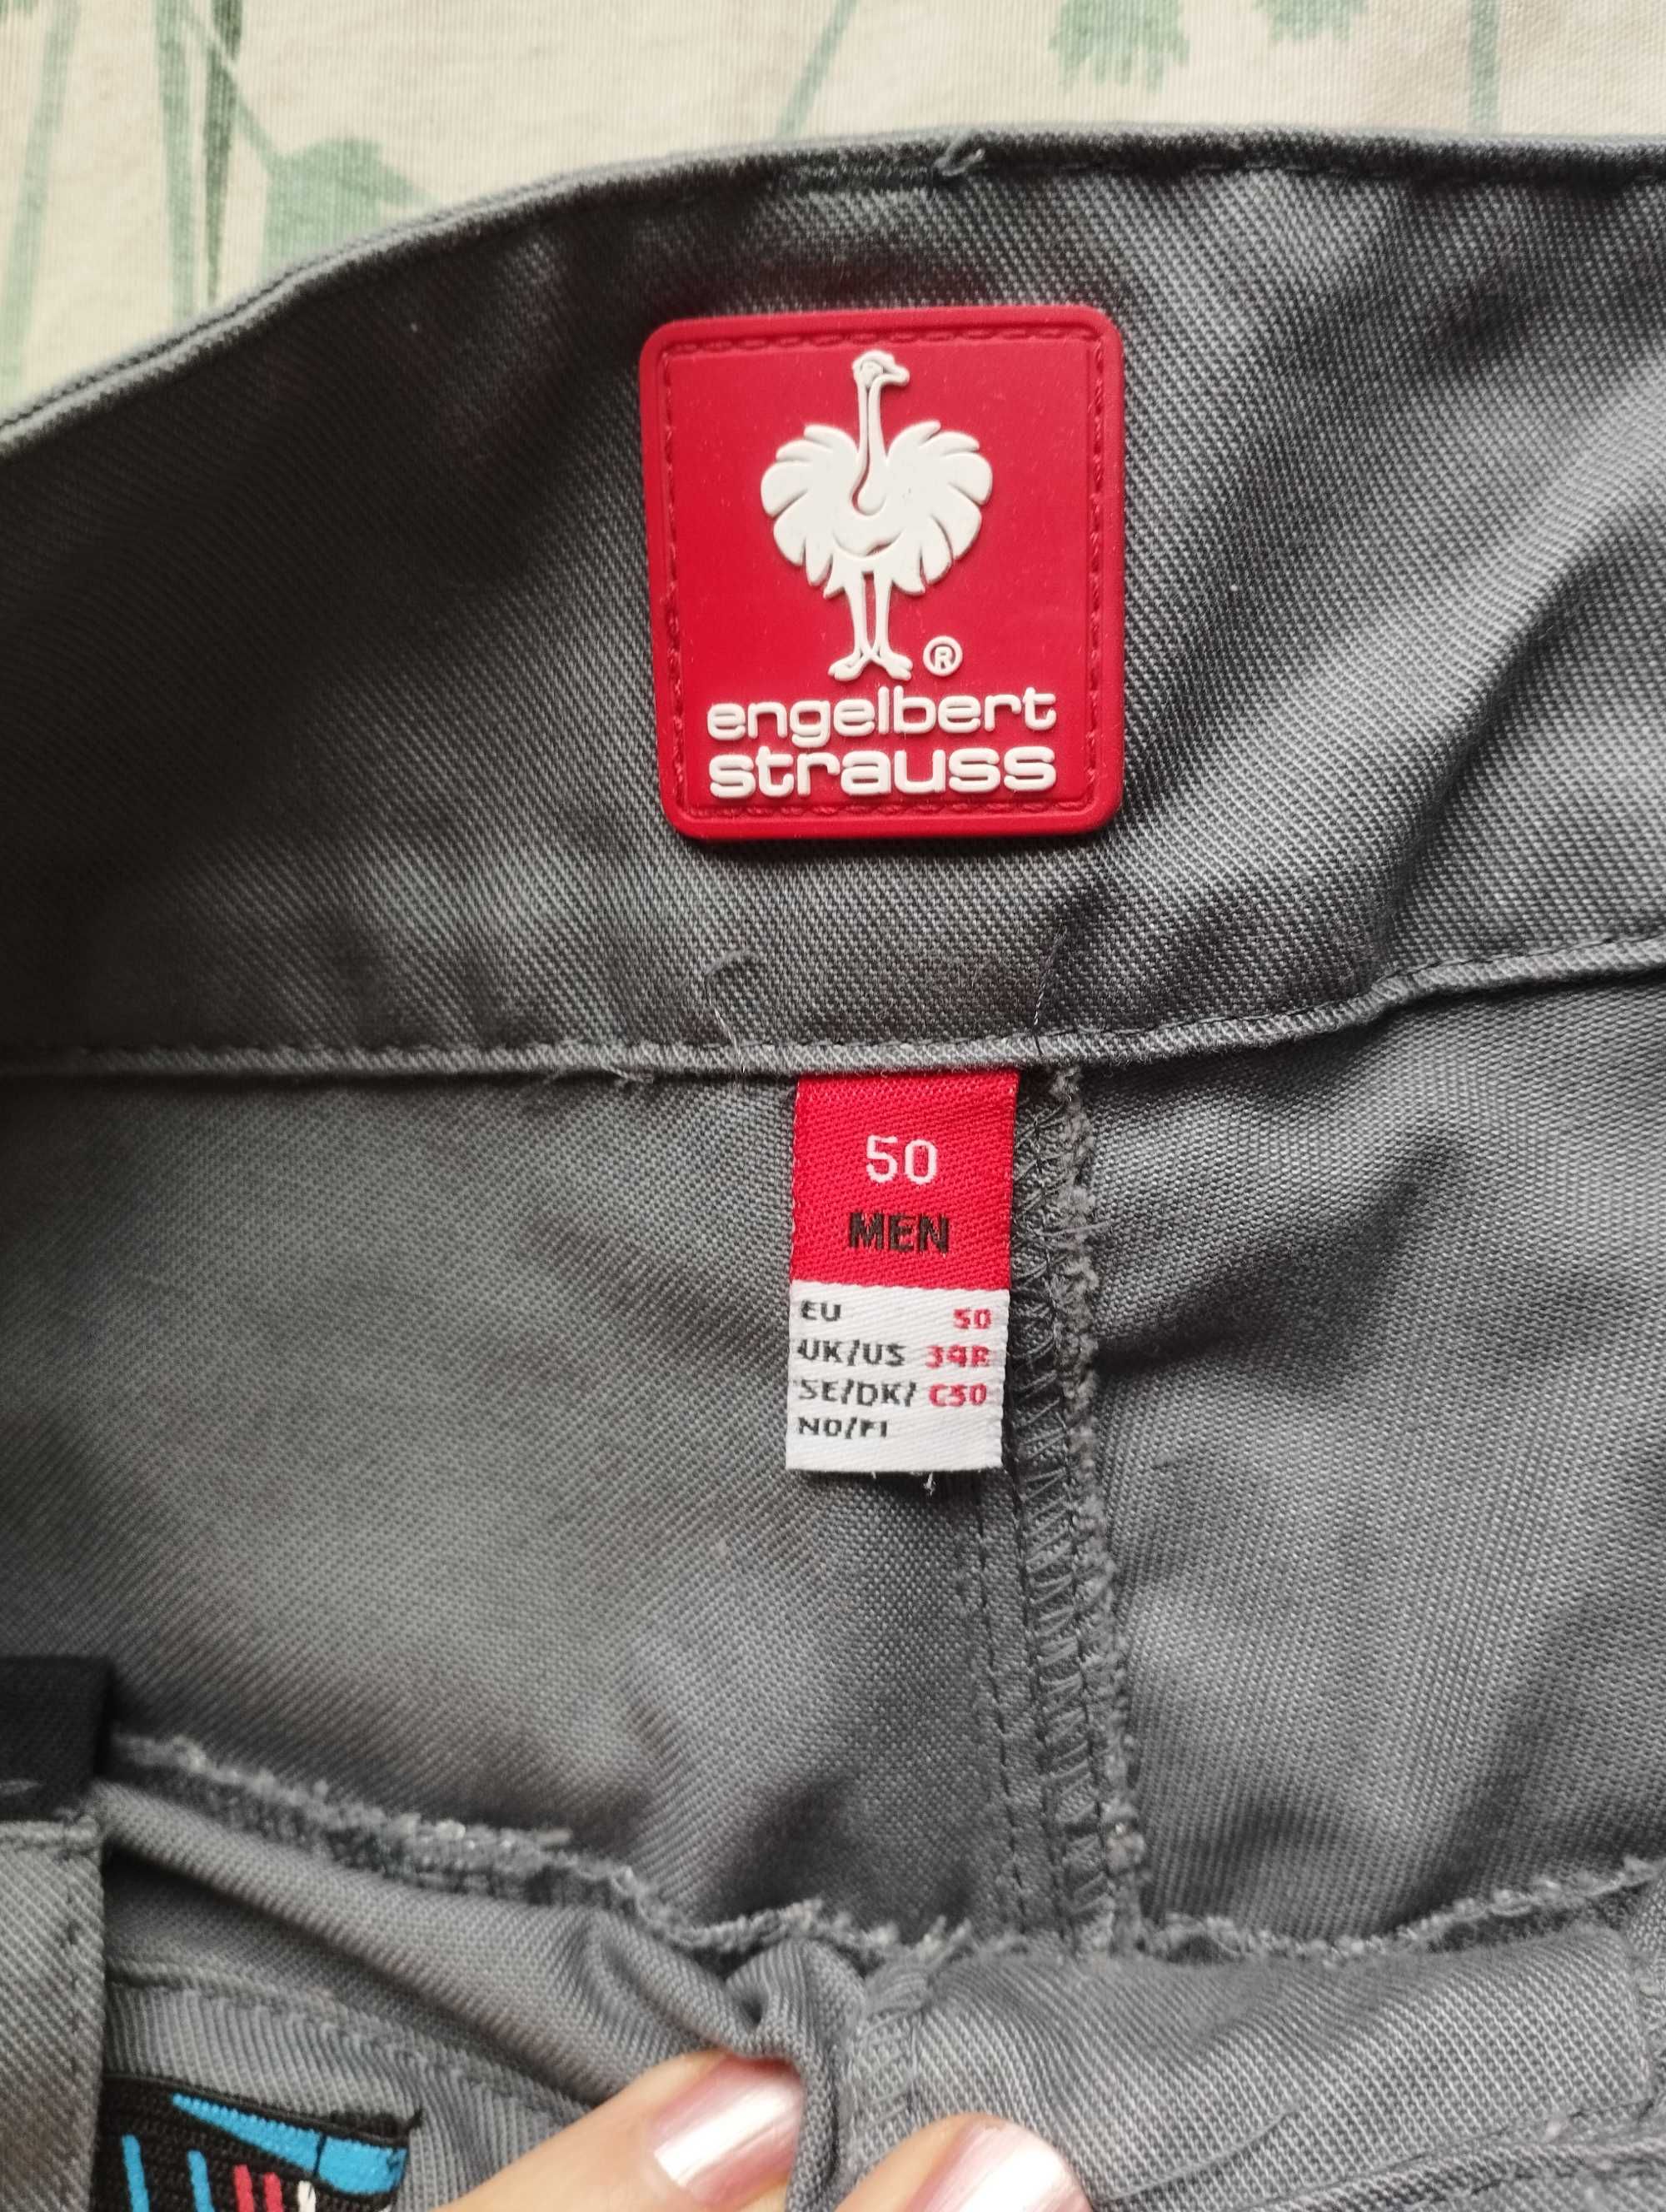 ®
engelbert
strauss
50
MEN
EU 50
UK/US 34R
SE/DK/ C50
NO/FI